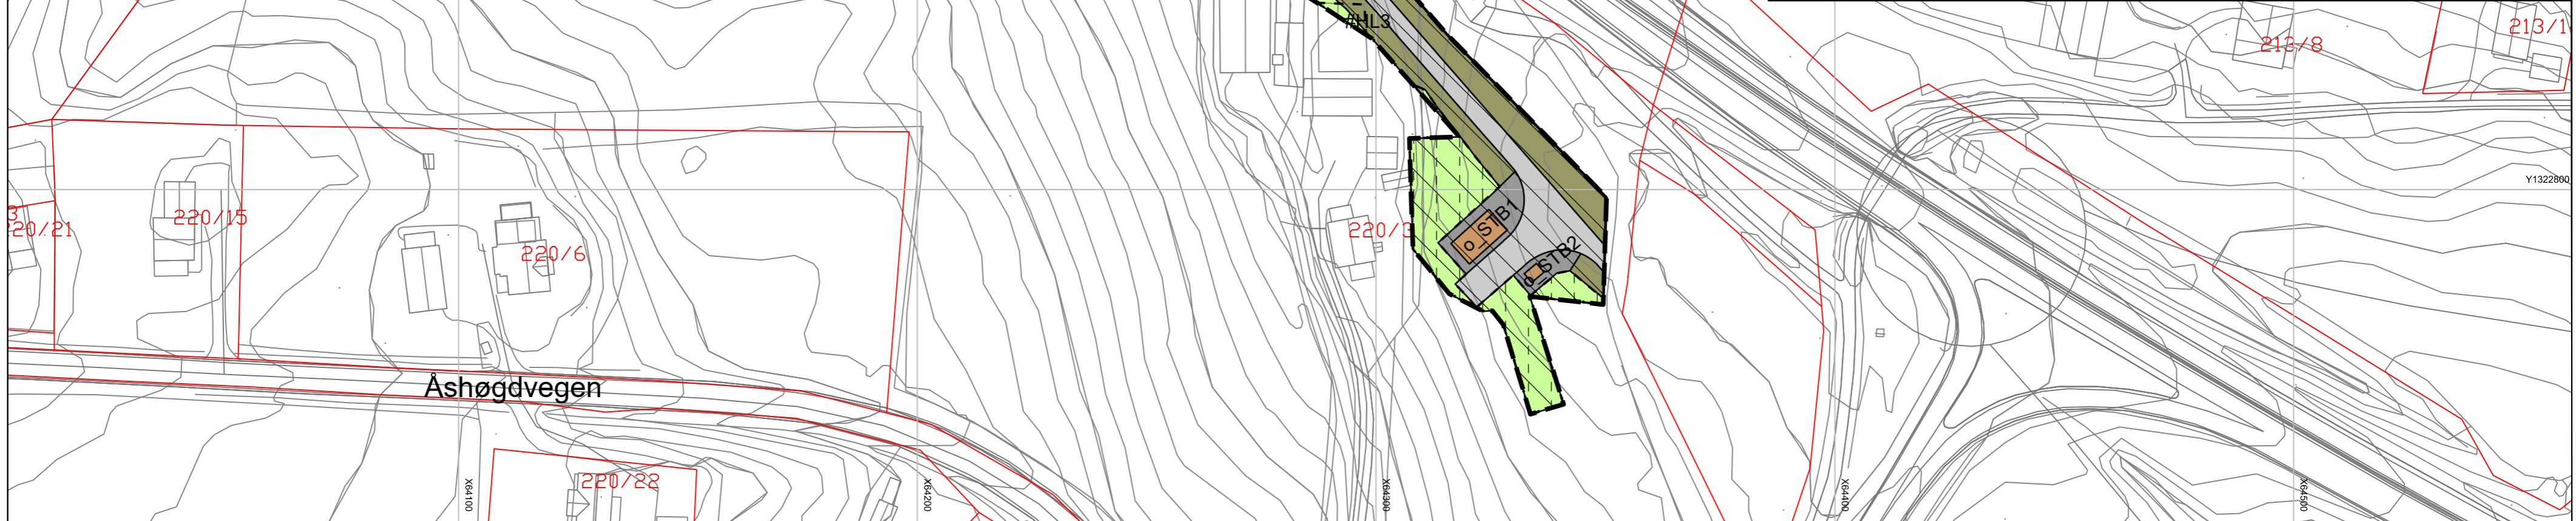 #HL3
213/8
213/1
Y1322800
3
220/21
220/15
220/6
220/3
o_STB1
o_STB2
Åshøgdvegen
220/22
X64100
X64200
X64300
X64400
X64500